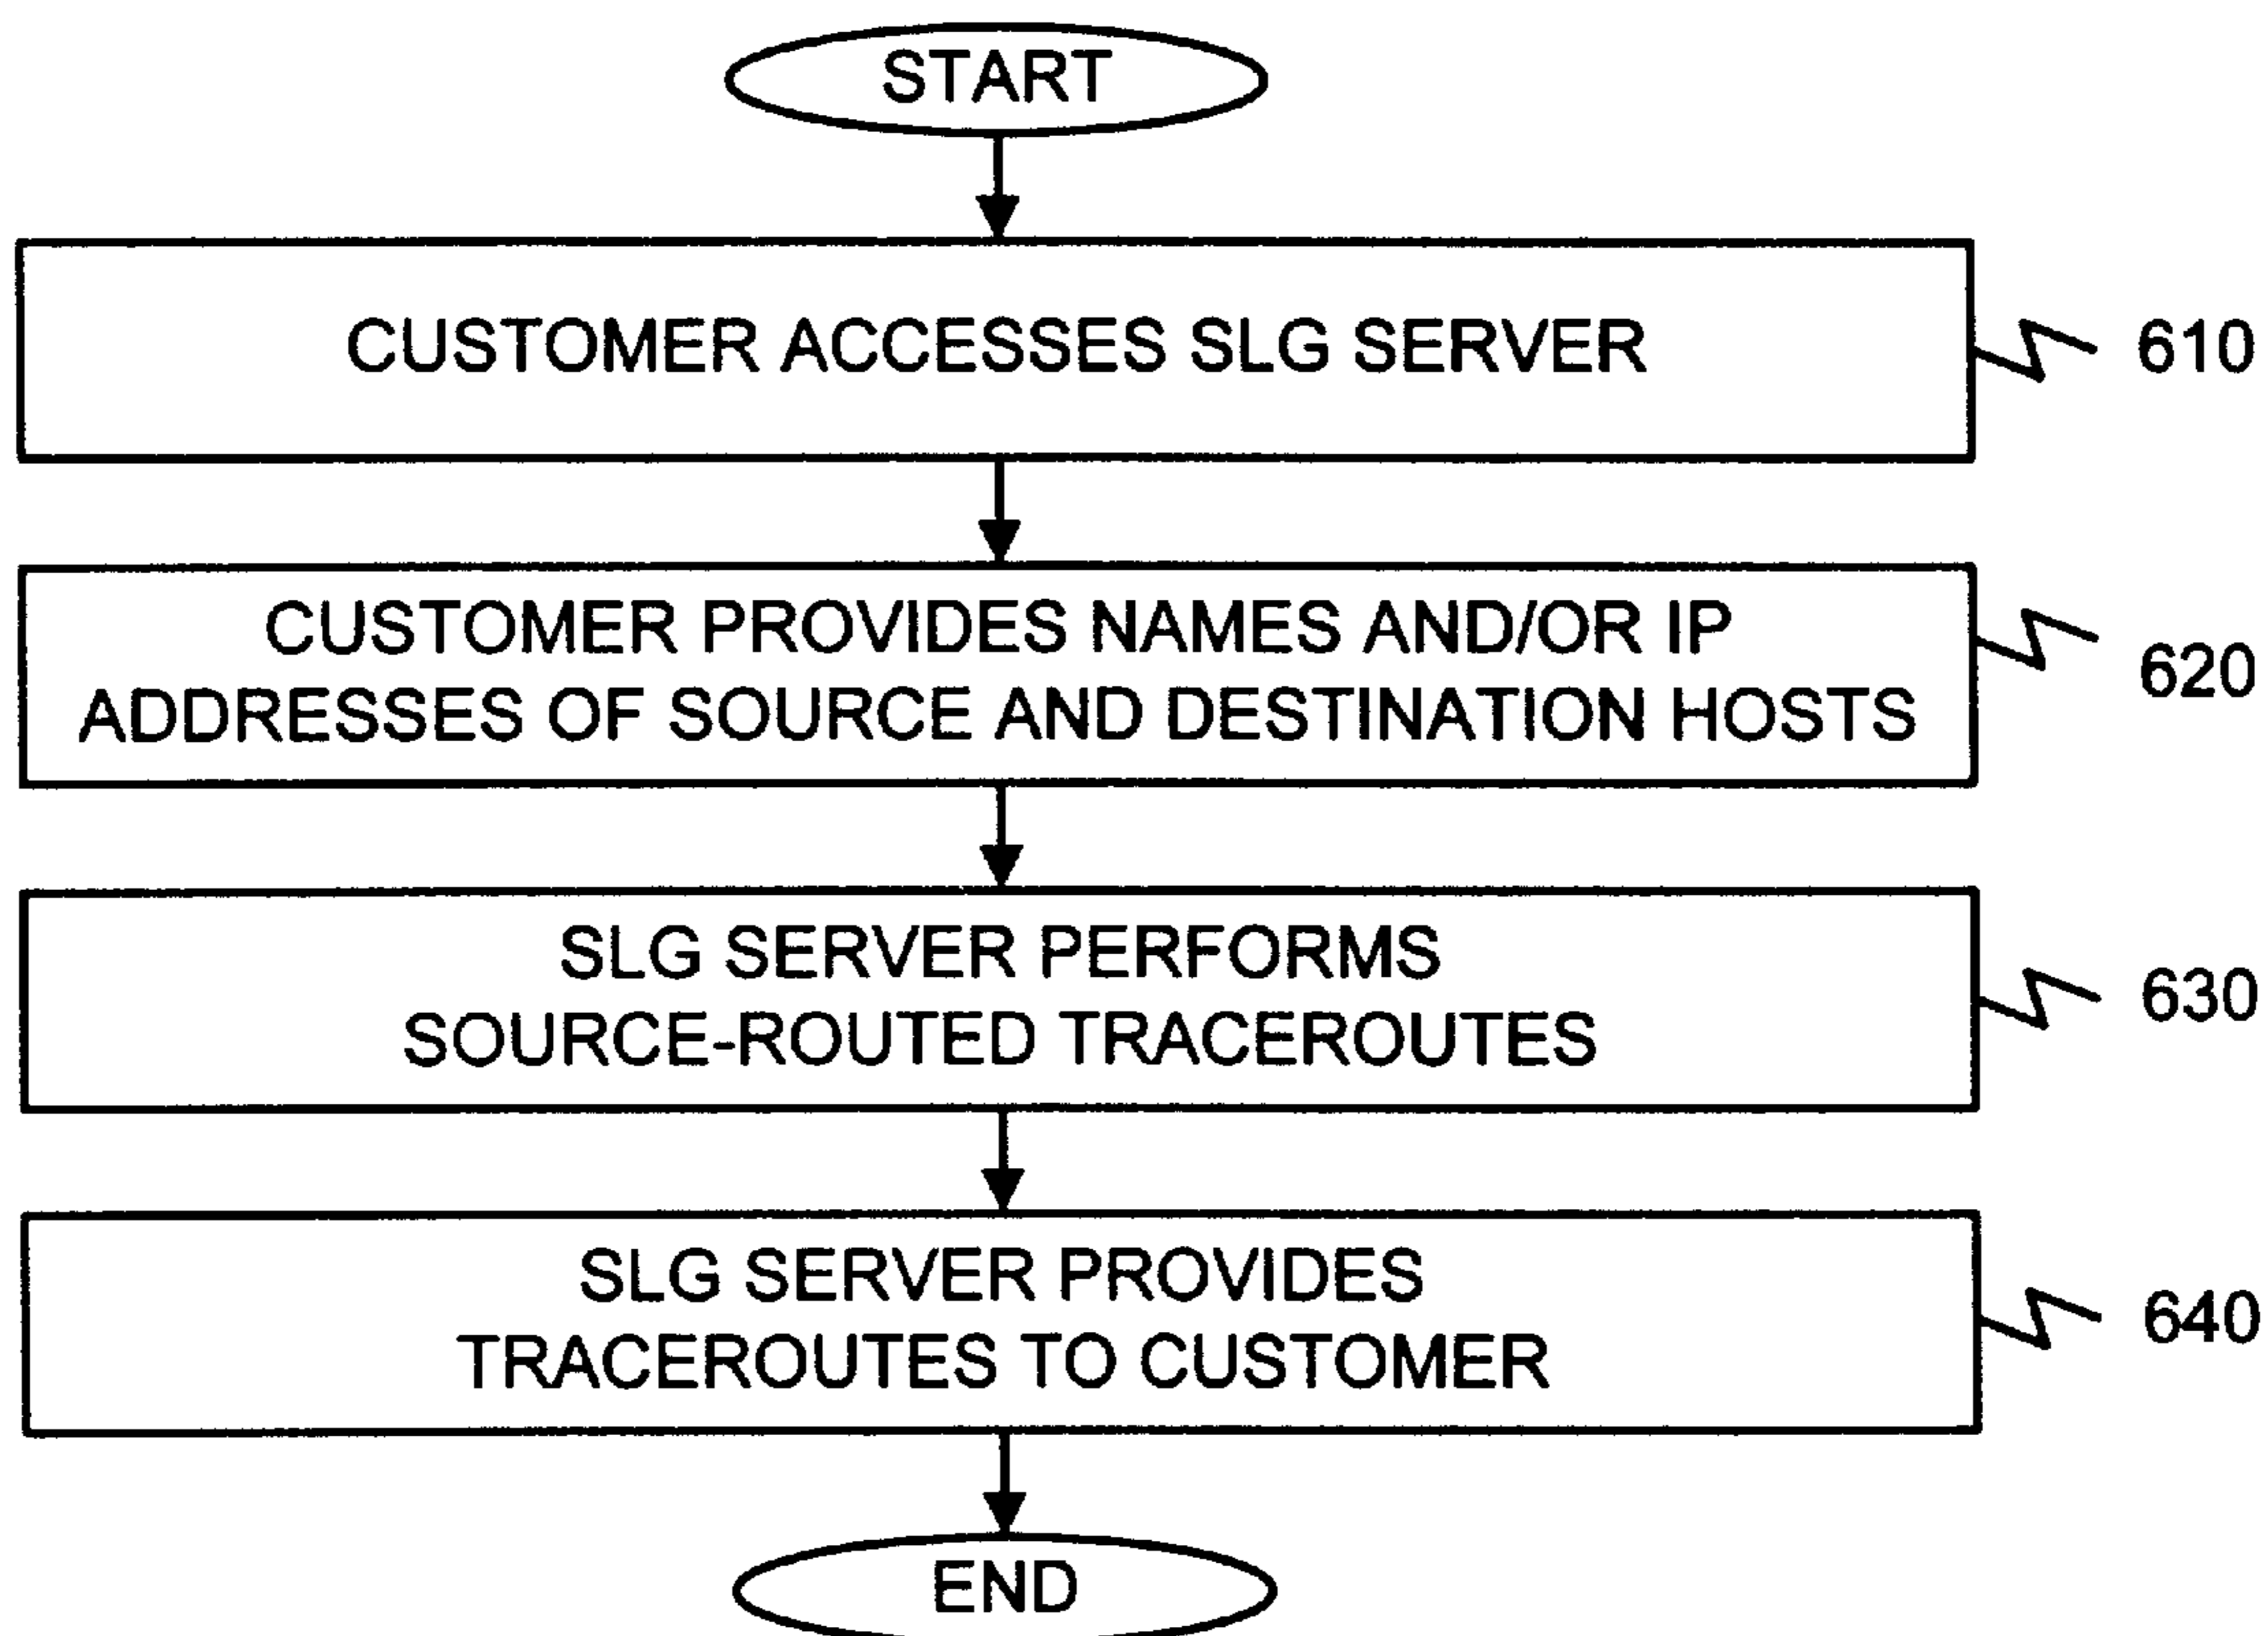 START
CUSTOMER ACCESSES SLG SERVER
610
CUSTOMER PROVIDES NAMES AND/OR IP
ADDRESSES OF SOURCE AND DESTINATION HOSTS
620
SLG SERVER PERFORMS
SOURCE-ROUTED TRACEROUTES
630
SLG SERVER PROVIDES
TRACEROUTES TO CUSTOMER
640
END